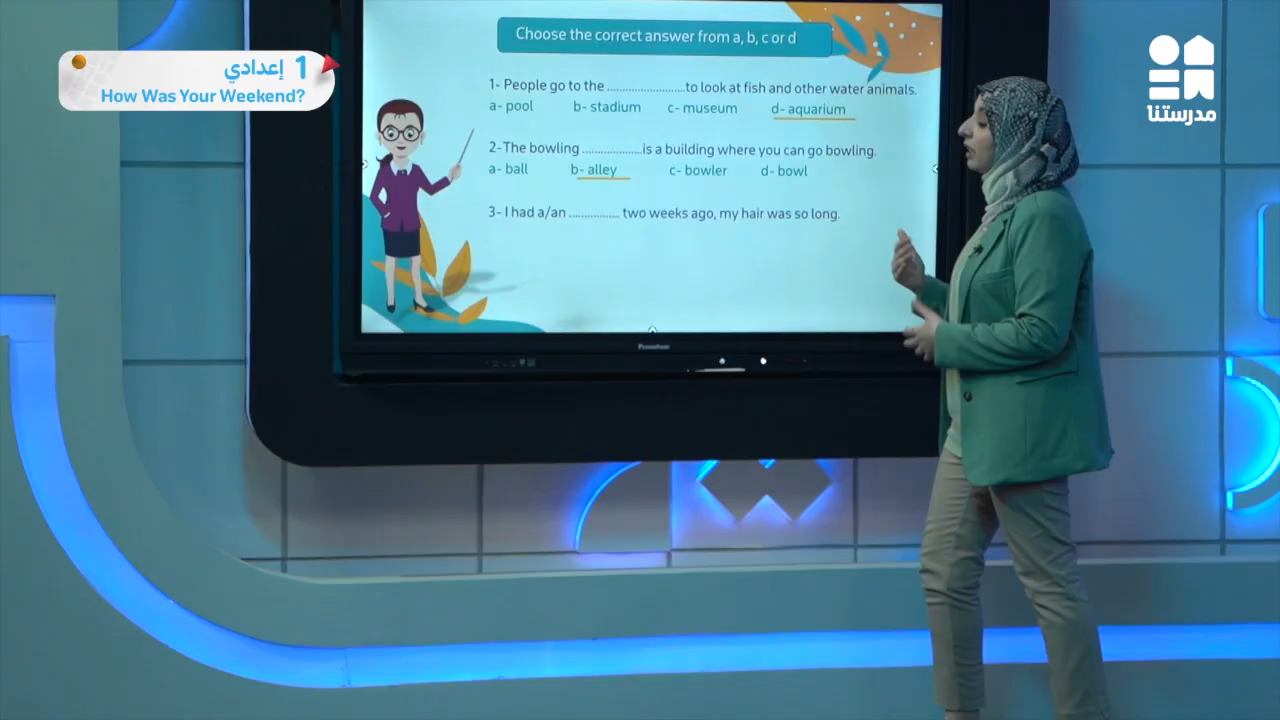 1 إعدادي
How Was Your Weekend?
مدرستنا
Choose the correct answer from a, b, c or d
1- People go to the ........................to look at fish and other water animals.
a- pool b- stadium c- museum d- aquarium
2-The bowling ...................is a building where you can go bowling.
a- ball b- alley c- bowler d- bowl
3- I had a/an ................ two weeks ago, my hair was so long.
Promethean